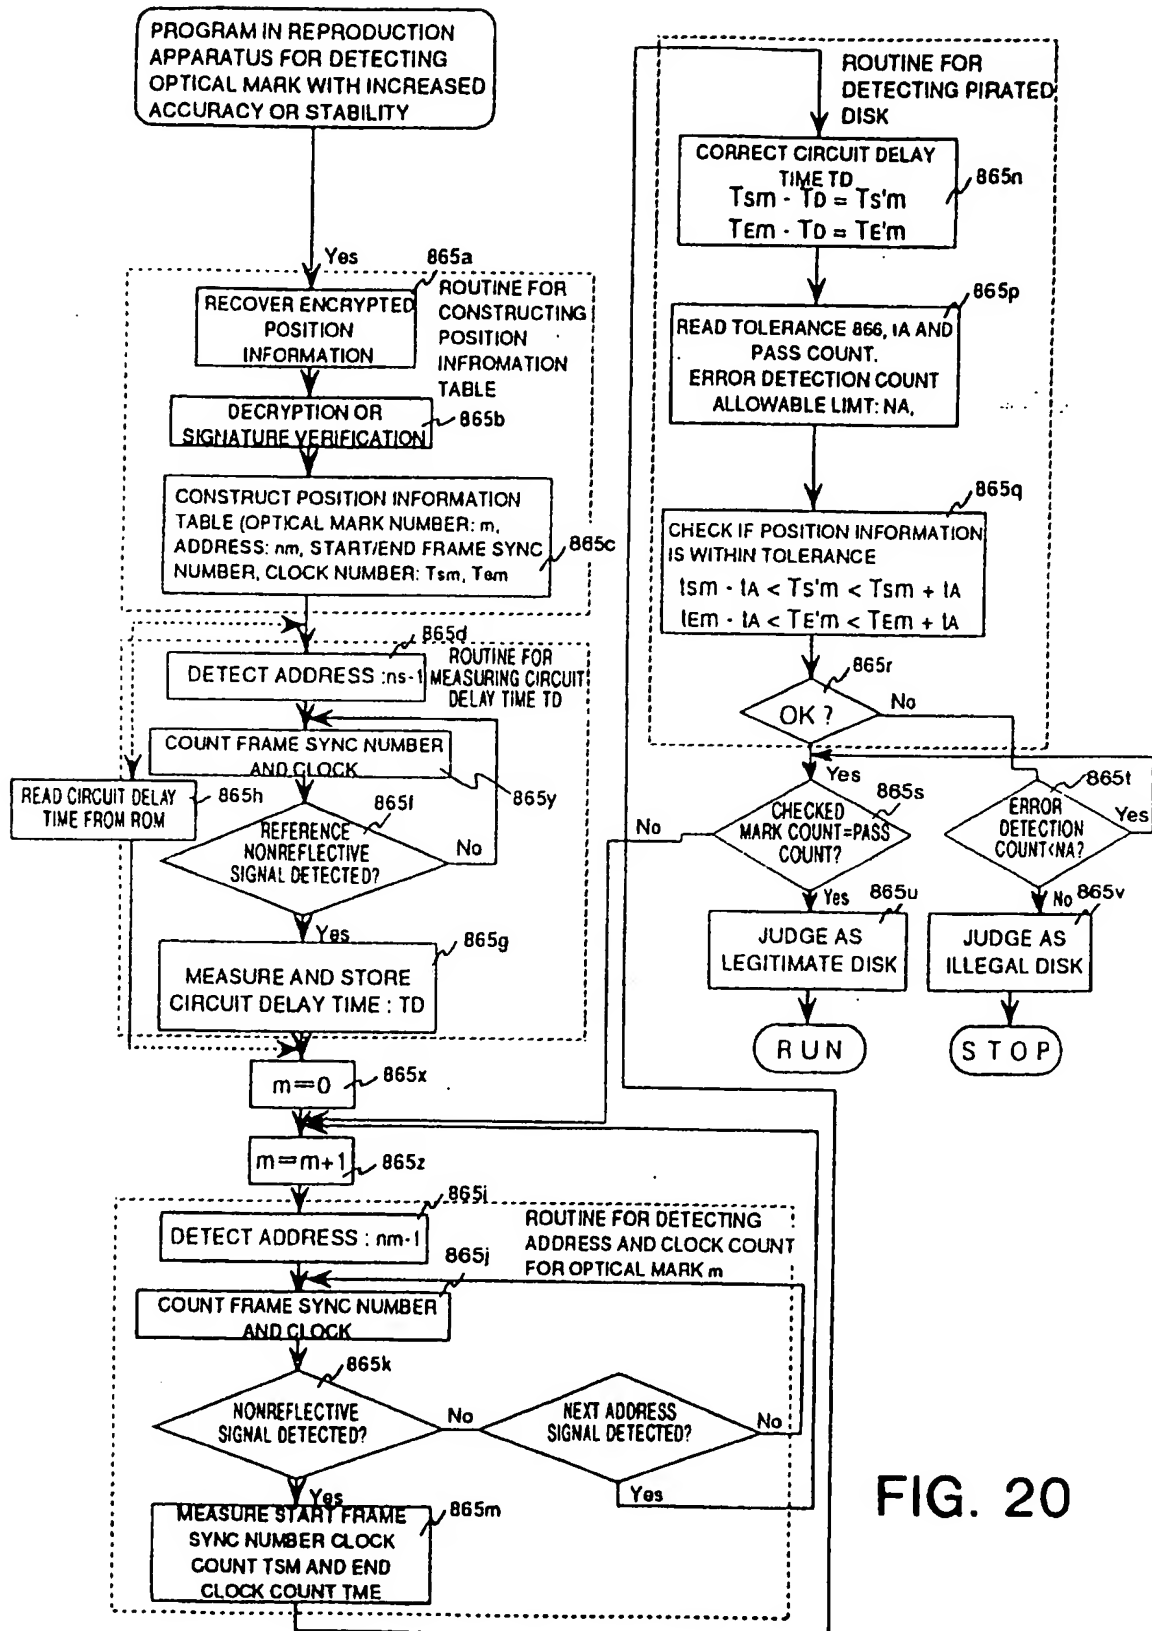 PROGRAM IN REPRODUCTION
APPARATUS FOR DETECTING
OPTICAL MARK WITH INCREASED
ACCURACY OR STABILITY
Yes
865a
RECOVER ENCRYPTED
POSITION
INFORMATION
ROUTINE FOR
CONSTRUCTING
POSITION
INFROMATION
TABLE
DECRYPTION OR
SIGNATURE VERIFICATION
865b
CONSTRUCT POSITION INFORMATION
TABLE (OPTICAL MARK NUMBER: m,
ADDRESS: nm, START/END FRAME SYNC
NUMBER, CLOCK NUMBER: Tsm, Tem
865c
865d
DETECT ADDRESS :ns-1
ROUTINE FOR
MEASURING CIRCUIT
DELAY TIME TD
COUNT FRAME SYNC NUMBER
AND CLOCK
865y
READ CIRCUIT DELAY
TIME FROM ROM
865h
865f
REFERENCE
NONREFLECTIVE
SIGNAL DETECTED?
No
Yes
865g
MEASURE AND STORE
CIRCUIT DELAY TIME : TD
m=0
865x
m=m+1
865z
865i
DETECT ADDRESS : nm-1
ROUTINE FOR DETECTING
ADDRESS AND CLOCK COUNT
FOR OPTICAL MARK m
865j
COUNT FRAME SYNC NUMBER
AND CLOCK
865k
NONREFLECTIVE
SIGNAL DETECTED?
No
NEXT ADDRESS
SIGNAL DETECTED?
No
Yes
Yes
MEASURE START FRAME
SYNC NUMBER CLOCK
COUNT TSM AND END
CLOCK COUNT TME
865m
ROUTINE FOR
DETECTING PIRATED
DISK
CORRECT CIRCUIT DELAY
TIME TD
Tsm - TD = Ts'm
TEm - TD = TE'm
865n
865p
READ TOLERANCE 866, tA AND
PASS COUNT.
ERROR DETECTION COUNT
ALLOWABLE LIMT: NA,
865q
CHECK IF POSITION INFORMATION
IS WITHIN TOLERANCE
tsm - tA < Ts'm < Tsm + tA
tEm - tA < TE'm < TEm + tA
865r
OK ?
No
Yes
865s
CHECKED
MARK COUNT=PASS
COUNT?
No
865t
ERROR
DETECTION
COUNT<NA?
Yes
Yes
865u
No
865v
JUDGE AS
LEGITIMATE DISK
JUDGE AS
ILLEGAL DISK
RUN
STOP
FIG. 20